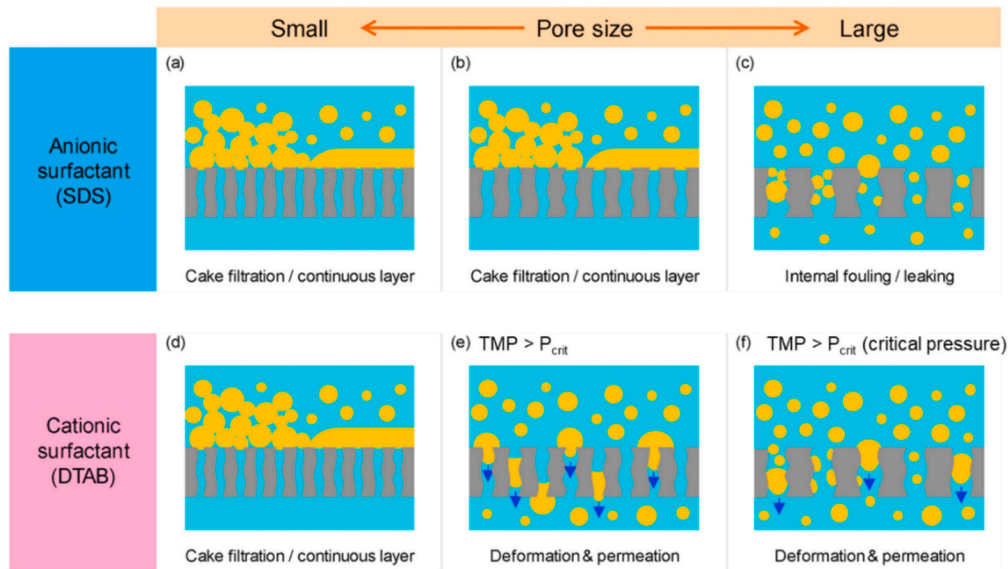 Small Pore size Large
Anionic
surfactant
(SDS)
(a)
Cake filtration / continuous layer
(b)
Cake filtration / continuous layer
(c)
Internal fouling / leaking
Cationic
surfactant
(DTAB)
(d)
Cake filtration / continuous layer
(e) TMP > Pcrit
Deformation & permeation
(f) TMP > Pcrit (critical pressure)
Deformation & permeation